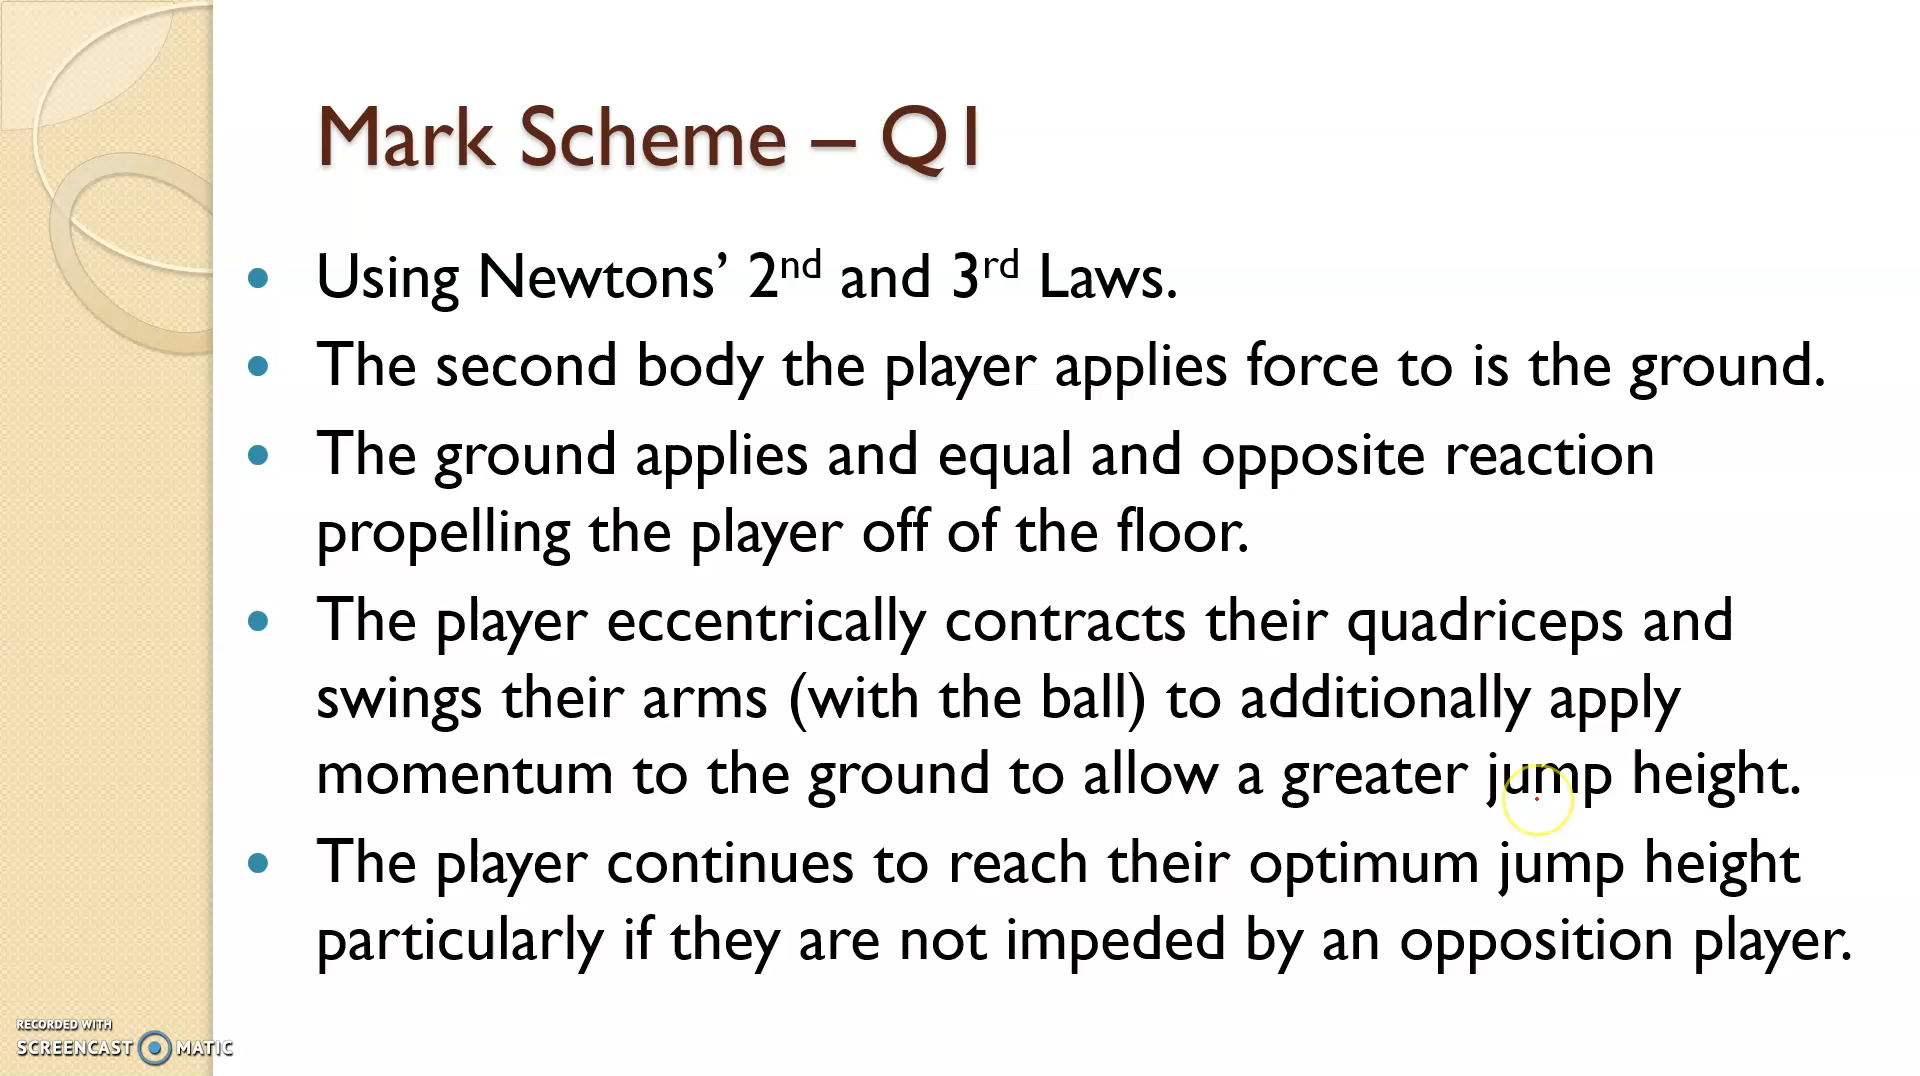 Mark Scheme – Q1
• Using Newtons’ 2nd and 3rd Laws.
• The second body the player applies force to is the ground.
• The ground applies and equal and opposite reaction
propelling the player off of the floor.
• The player eccentrically contracts their quadriceps and
swings their arms (with the ball) to additionally apply
momentum to the ground to allow a greater jump height.
• The player continues to reach their optimum jump height
particularly if they are not impeded by an opposition player.
RECORDED WITH
SCREENCAST MATIC